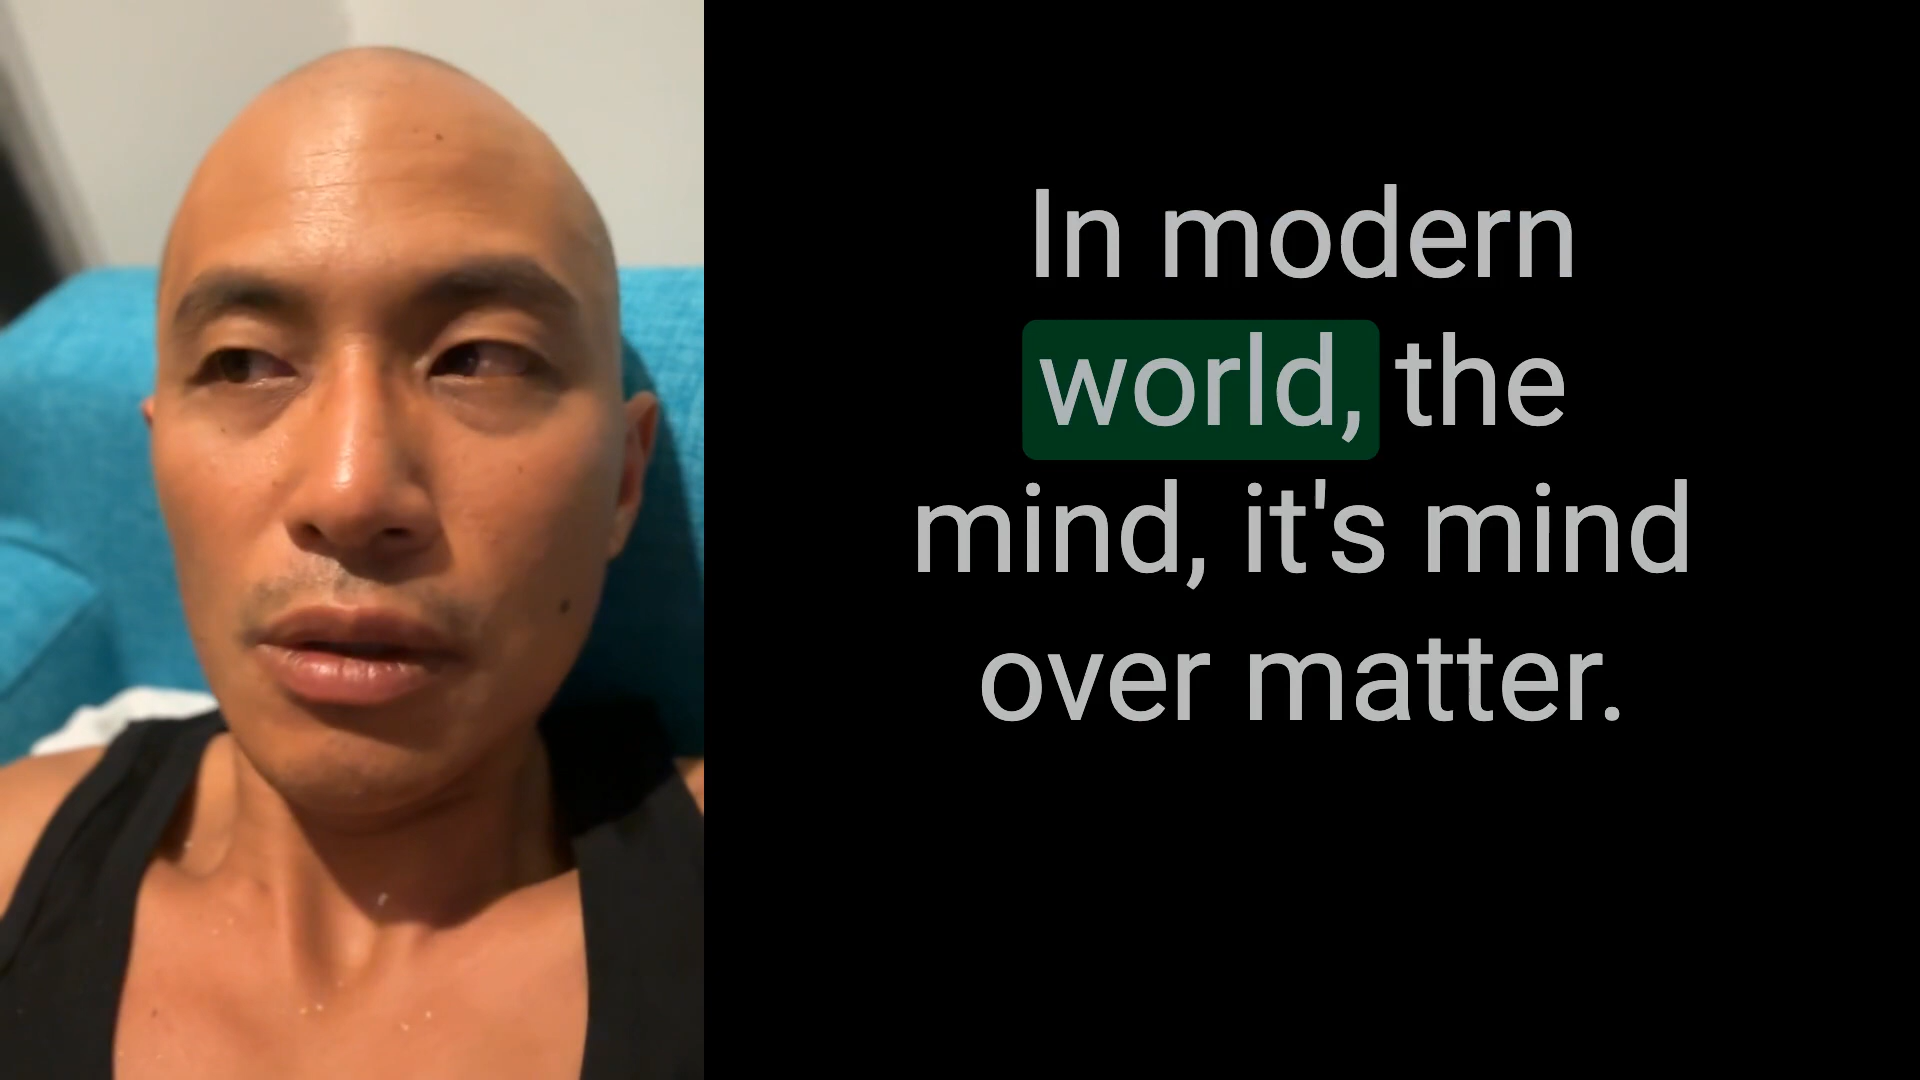 In modern
world, the
mind, it's mind
over matter.